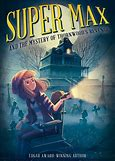 SUPER MAX
AND THE MYSTERY OF THORNWOOD'S REVENGE
EDGAR AWARD-WINNING AUTHOR